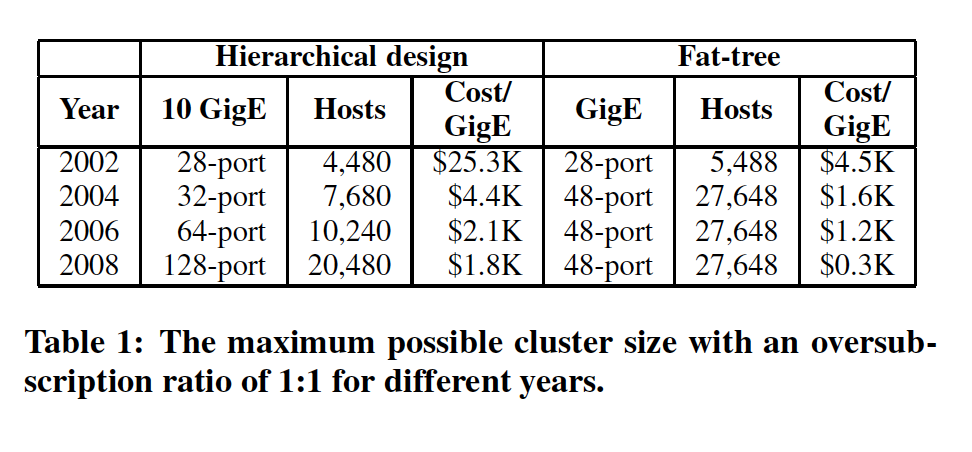 Hierarchical design Fat-tree
Year 10 GigE Hosts Cost/ GigE GigE Hosts Cost/ GigE
2002 28-port 4,480 $25.3K 28-port 5,488 $4.5K
2004 32-port 7,680 $4.4K 48-port 27,648 $1.6K
2006 64-port 10,240 $2.1K 48-port 27,648 $1.2K
2008 128-port 20,480 $1.8K 48-port 27,648 $0.3K
Table 1: The maximum possible cluster size with an oversub-
scription ratio of 1:1 for different years.